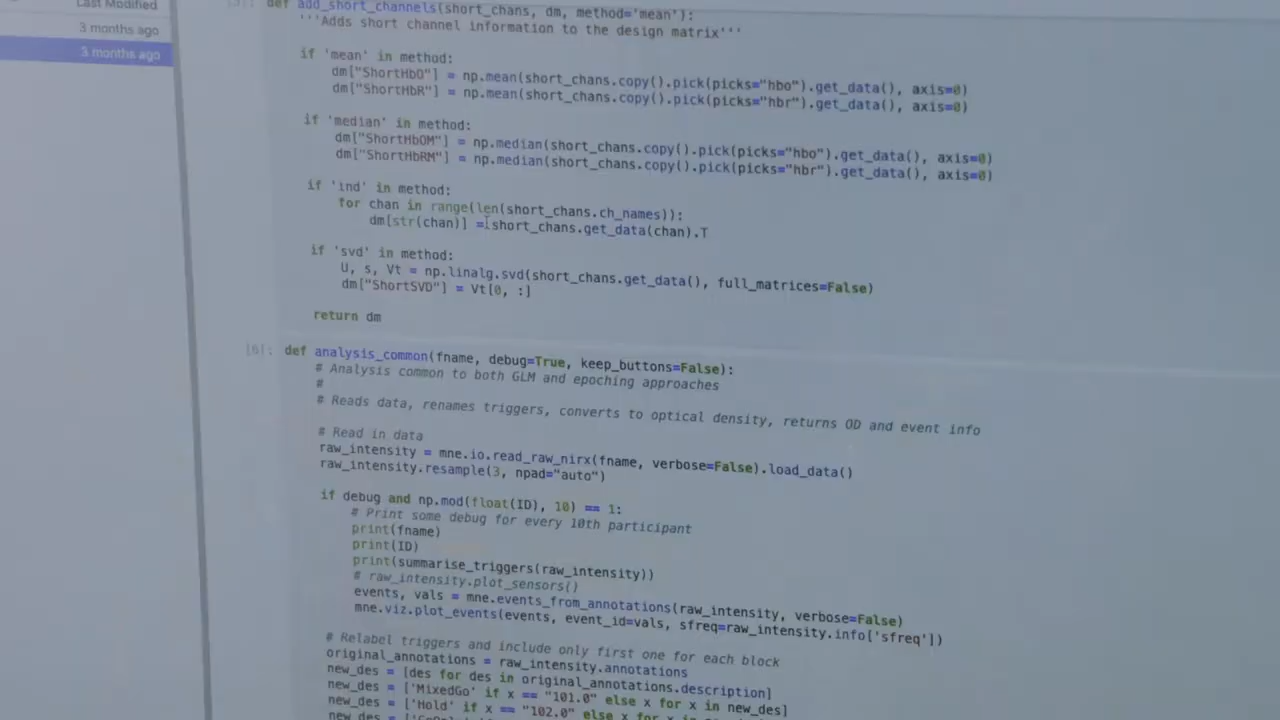 Last Modified
3 months ago
3 months ago
def add_short_channels(short_chans, dm, method='mean'):
'''Adds short channel information to the design matrix'''
if 'mean' in method:
dm["ShortHbO"] = np.mean(short_chans.copy().pick(picks="hbo").get_data(), axis=0)
dm["ShortHbR"] = np.mean(short_chans.copy().pick(picks="hbr").get_data(), axis=0)
if 'median' in method:
dm["ShortHbOM"] = np.median(short_chans.copy().pick(picks="hbo").get_data(), axis=0)
dm["ShortHbRM"] = np.median(short_chans.copy().pick(picks="hbr").get_data(), axis=0)
if 'ind' in method:
for chan in range(len(short_chans.ch_names)):
dm[str(chan)] = short_chans.get_data(chan).T
if 'svd' in method:
U, s, Vt = np.linalg.svd(short_chans.get_data(), full_matrices=False)
dm["ShortSVD"] = Vt[0, :]
return dm
[6]: def analysis_common(fname, debug=True, keep_buttons=False):
# Analysis common to both GLM and epoching approaches
#
# Reads data, renames triggers, converts to optical density, returns OD and event info
# Read in data
raw_intensity = mne.io.read_raw_nirx(fname, verbose=False).load_data()
raw_intensity.resample(3, npad="auto")
if debug and np.mod(float(ID), 10) == 1:
# Print some debug for every 10th participant
print(fname)
print(ID)
print(summarise_triggers(raw_intensity))
# raw_intensity.plot_sensors()
events, vals = mne.events_from_annotations(raw_intensity, verbose=False)
mne.viz.plot_events(events, event_id=vals, sfreq=raw_intensity.info['sfreq'])
# Relabel triggers and include only first one for each block
original_annotations = raw_intensity.annotations
new_des = [des for des in original_annotations.description]
new_des = ['MixedGo' if x == "101.0" else x for x in new_des]
new_des = ['Hold' if x == "102.0" else x for x in new_des]
new_des